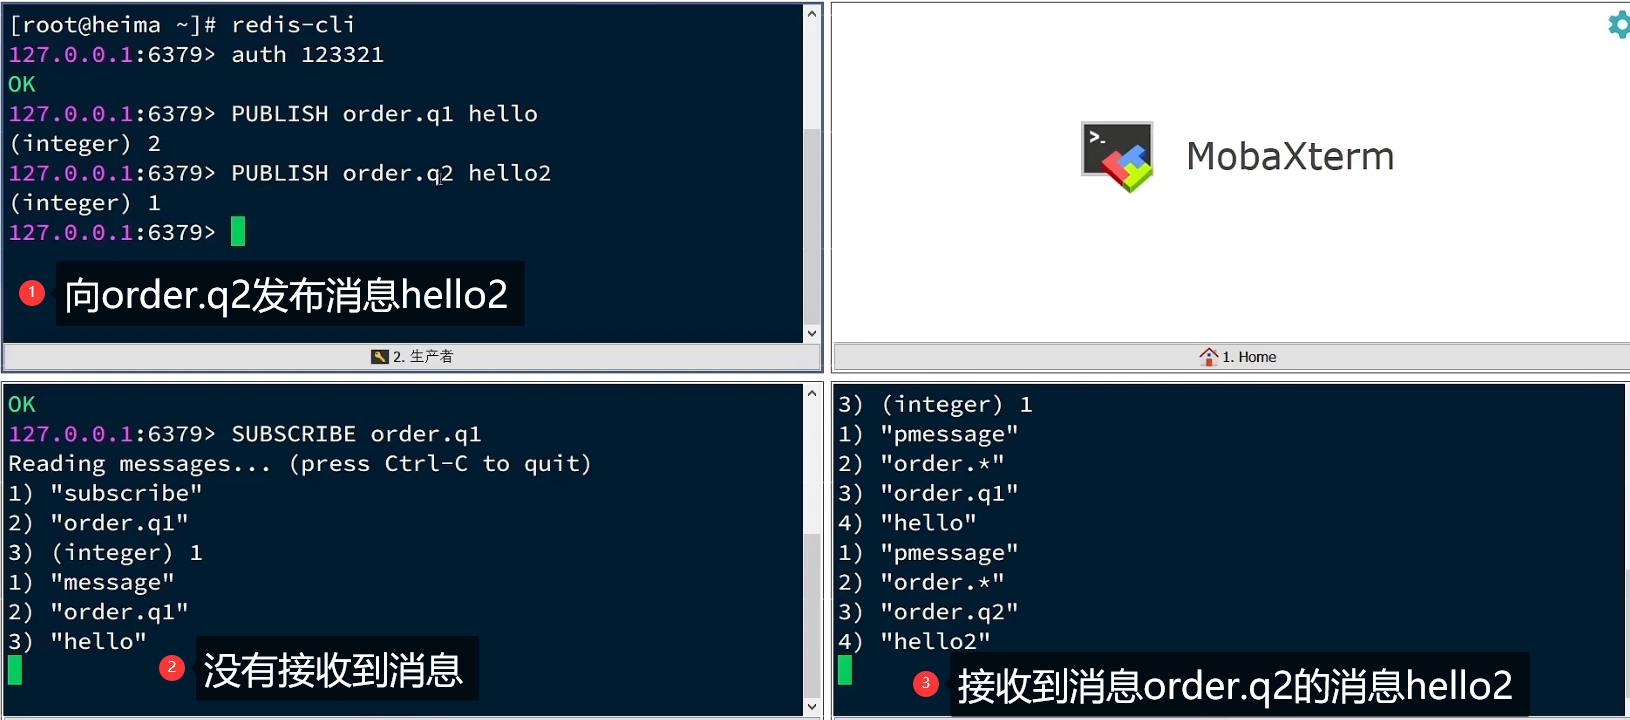 [root@heima ~]# redis-cli
127.0.0.1:6379> auth 123321
OK
127.0.0.1:6379> PUBLISH order.q1 hello
(integer) 2
127.0.0.1:6379> PUBLISH order.q2 hello2
(integer) 1
127.0.0.1:6379>
1 向order.q2发布消息hello2
2. 生产者
>_
MobaXterm
1. Home
OK
127.0.0.1:6379> SUBSCRIBE order.q1
Reading messages... (press Ctrl-C to quit)
1) "subscribe"
2) "order.q1"
3) (integer) 1
1) "message"
2) "order.q1"
3) "hello"
2 没有接收到消息
3) (integer) 1
1) "pmessage"
2) "order.*"
3) "order.q1"
4) "hello"
1) "pmessage"
2) "order.*"
3) "order.q2"
4) "hello2"
3 接收到消息order.q2的消息hello2